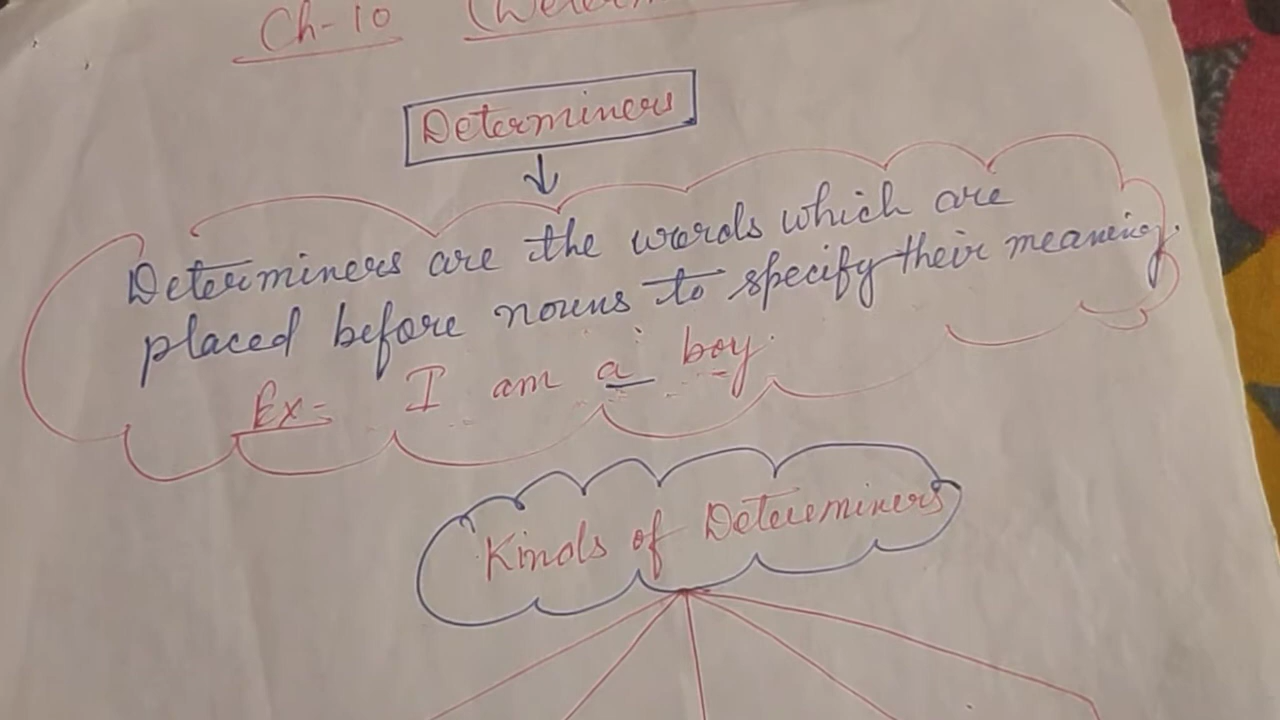 Ch-10
Determiners
Determiners are the words which are
placed before nouns to specify their meaning.
Ex= I am a boy.
Kinds of Determiners